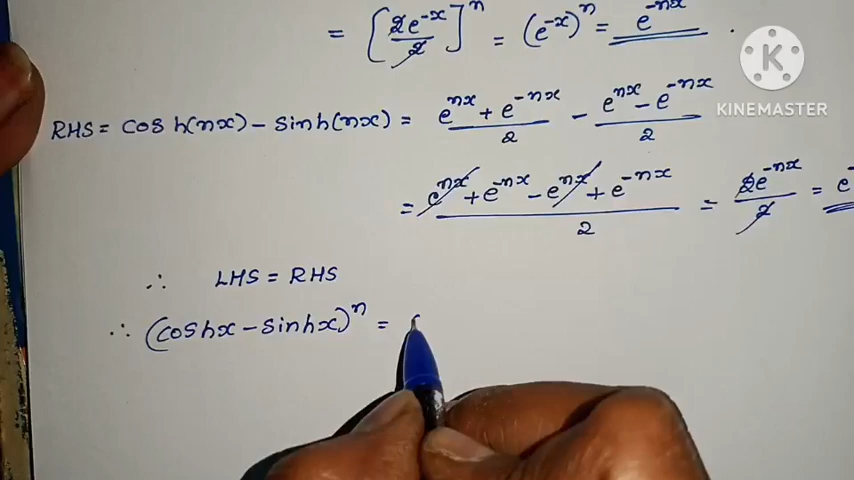 = [2e^-x / 2]^n = (e^-x)^n = e^-nx .
K
KINEMASTER
RHS = cosh(nx) - sinh(nx) = e^nx + e^-nx / 2 - e^nx - e^-nx / 2
= e^nx + e^-nx - e^nx + e^-nx / 2 = 2e^-nx / 2 = e^-
∴ LHS = RHS
∴ (coshx - sinhx)^n =